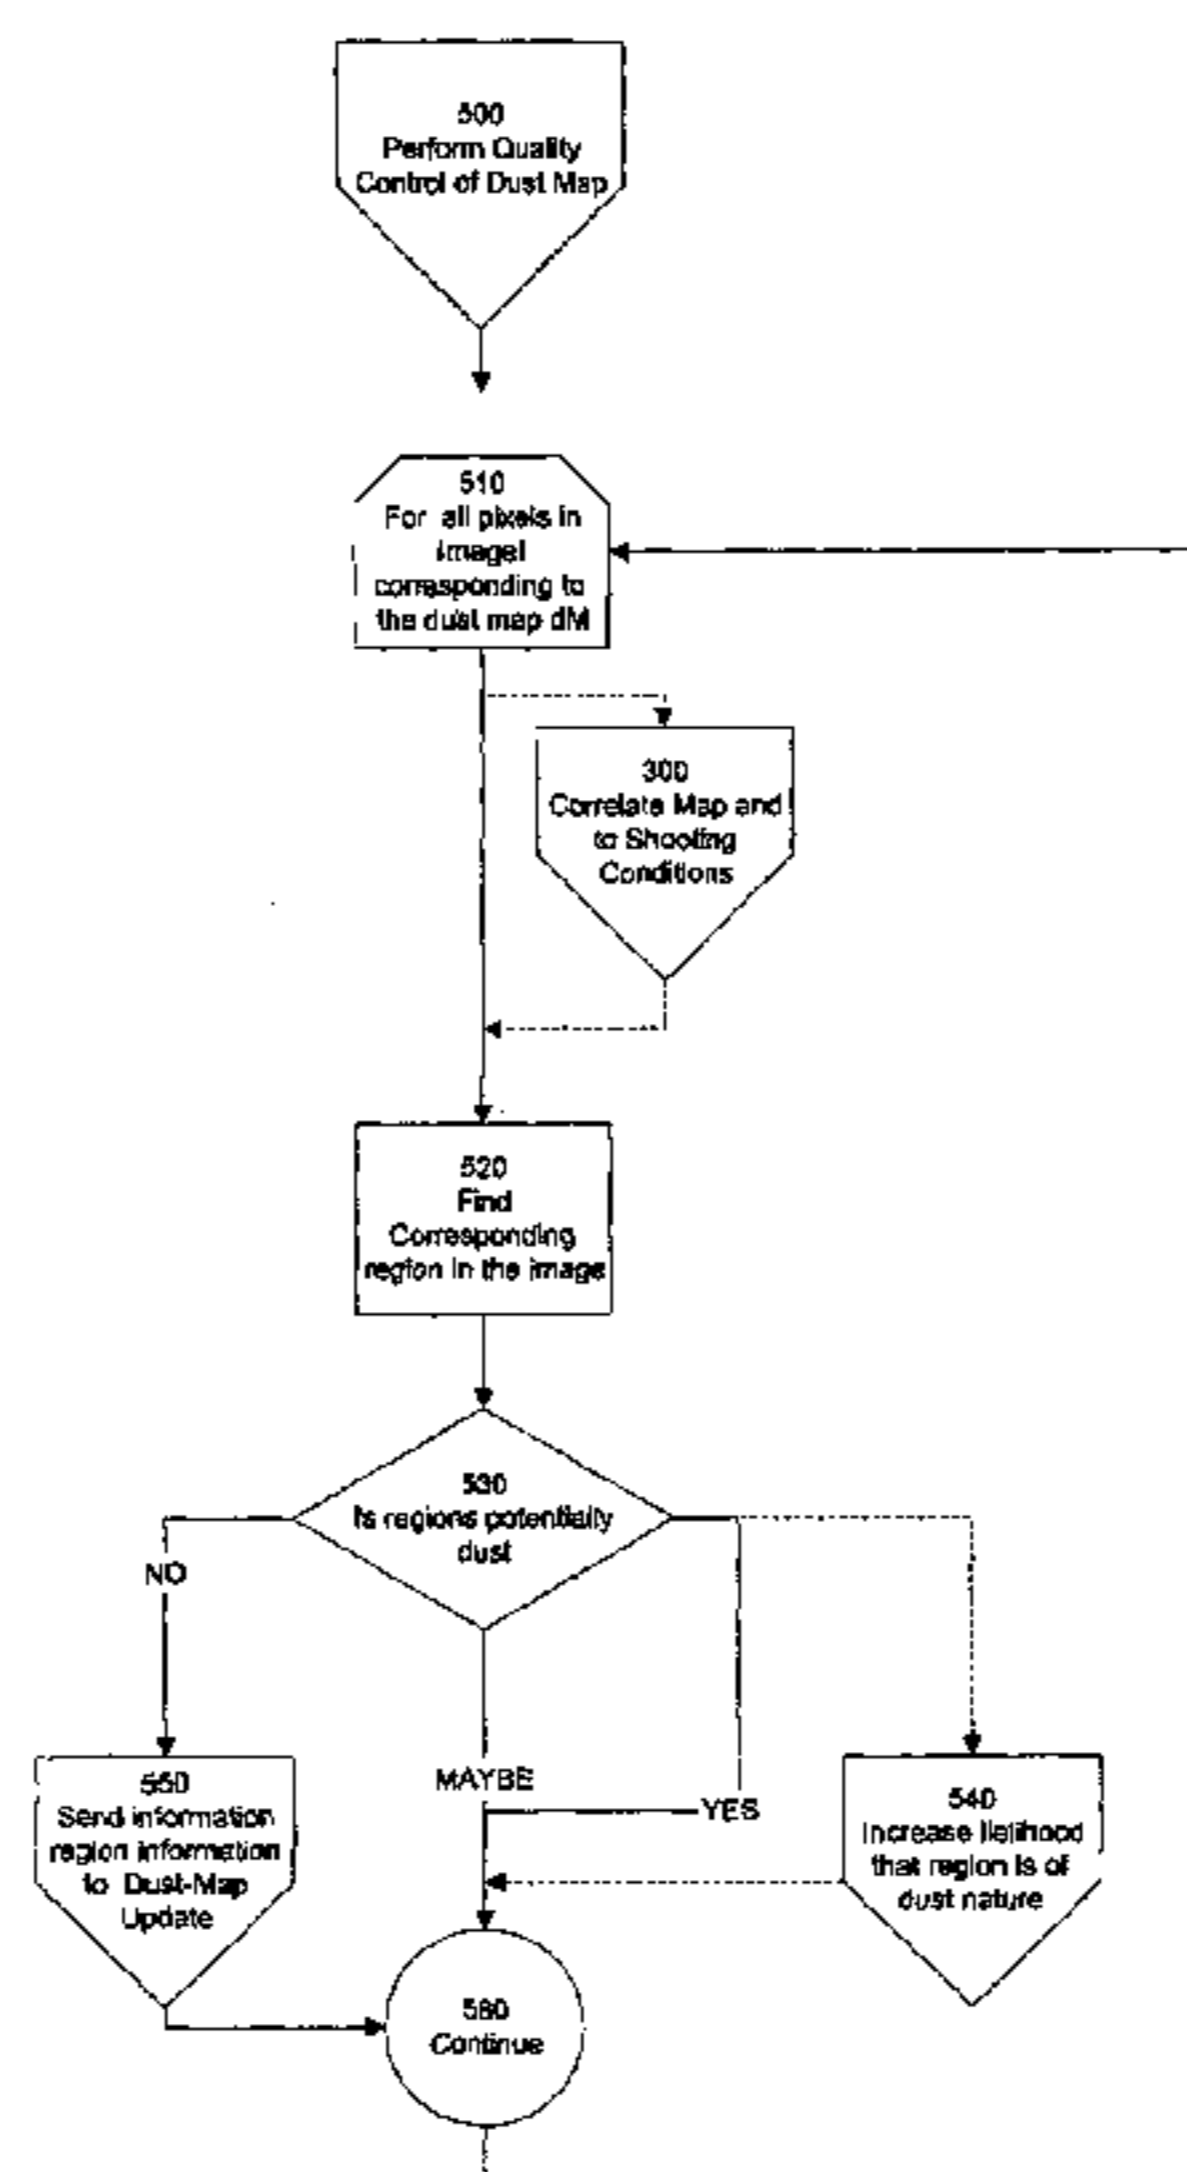 500
Perform Quality
Control of Dust Map
510
For all pixels in
ImageI
corresponding to
the dust map dM
300
Correlate Map and
to Shooting
Conditions
520
Find
Corresponding
region in the image
530
Is regions potentially
dust
NO
MAYBE
YES
550
Send information
region information
to Dust-Map
Update
540
Increase lielihood
that region is of
dust nature
580
Continue